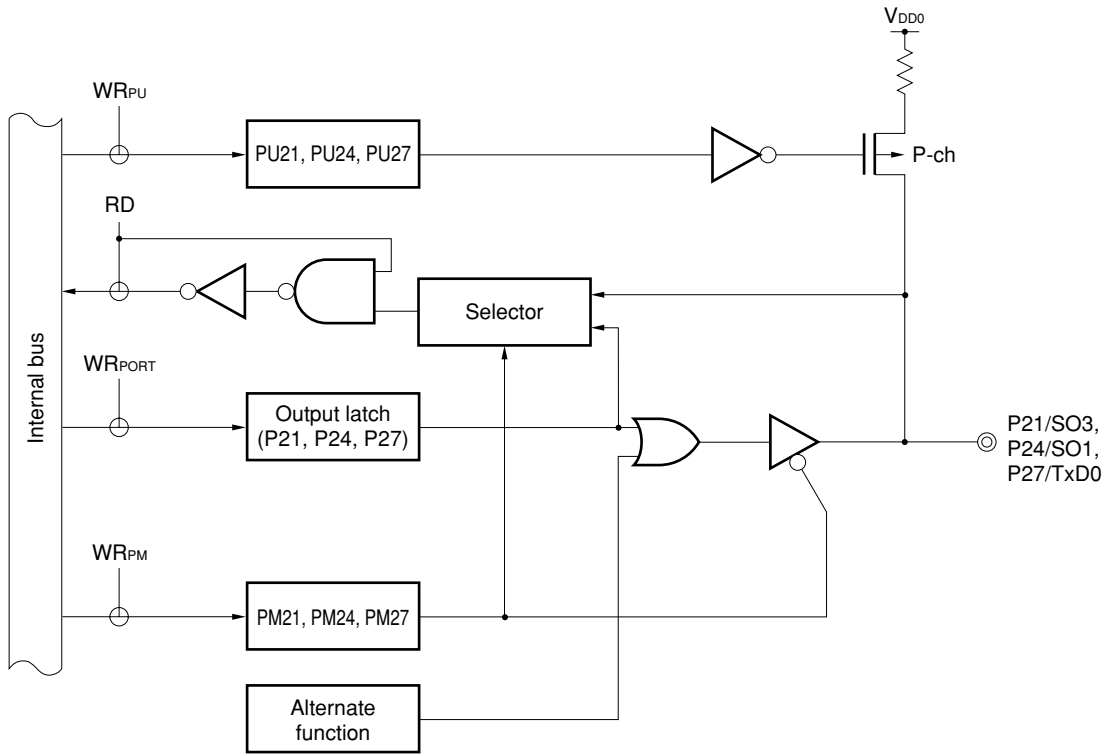 VDD0
WRPU
PU21, PU24, PU27
P-ch
RD
Selector
Internal bus
WRPORT
Output latch
(P21, P24, P27)
P21/SO3,
P24/SO1,
P27/TxD0
WRPM
PM21, PM24, PM27
Alternate
function